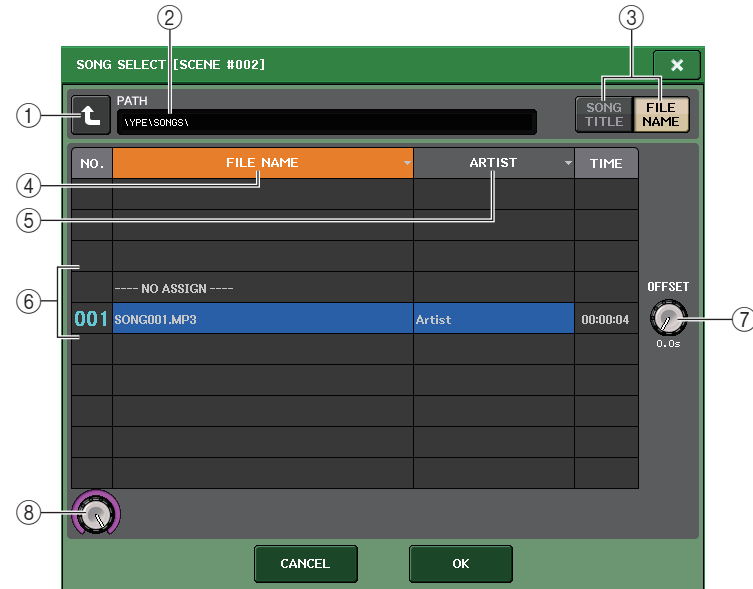 ② ③
SONG SELECT [SCENE #002]
① PATH
\YPE\SONGS\
SONG TITLE
FILE NAME
NO. FILE NAME ARTIST TIME
④
⑤
⑥
---- NO ASSIGN ----
001 SONG001.MP3 Artist 00:00:04
OFFSET
⑦
0.0s
⑧
CANCEL OK